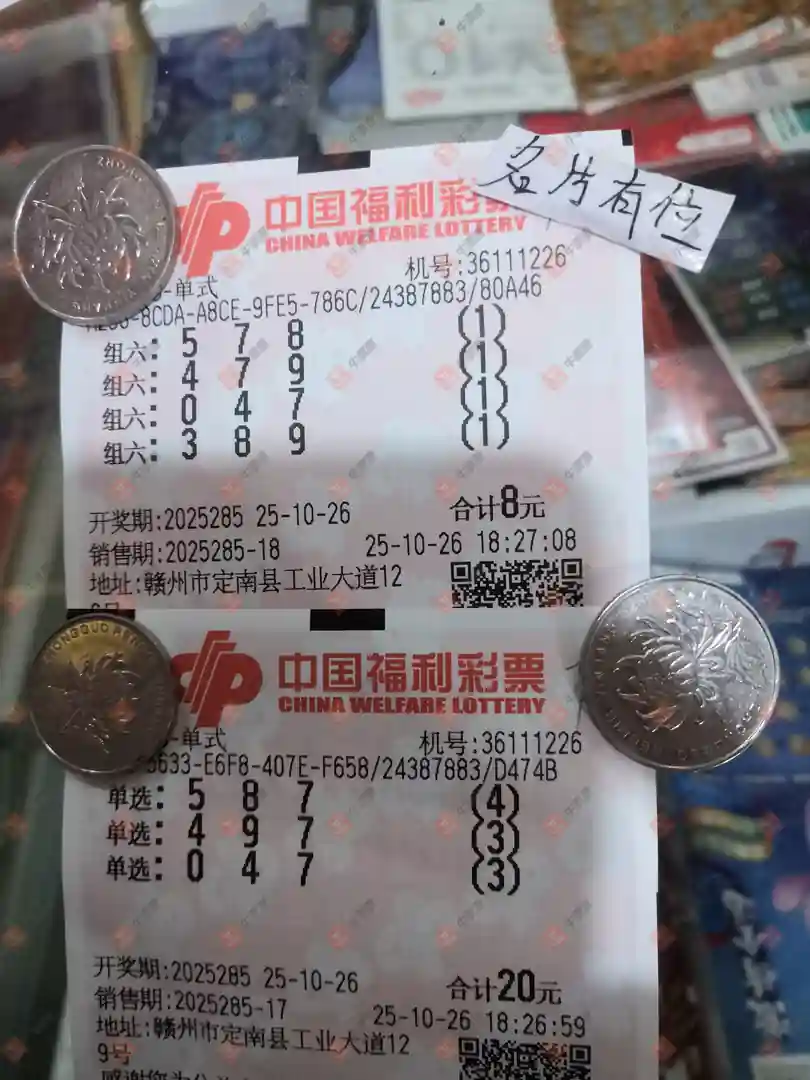 名片有位
中国福利彩票
CHINA WELFARE LOTTERY
机号:36111226
-单式
-8CDA-A8CE-9FE5-786C/24387883/80A46
组六: 5 7 8 (1)
组六: 4 7 9 (1)
组六: 0 4 7 (1)
组六: 3 8 9 (1)
开奖期:2025285 25-10-26 合计8元
销售期:2025285-18 25-10-26 18:27:08
地址:赣州市定南县工业大道12
中国福利彩票
CHINA WELFARE LOTTERY
-单式 机号:36111226
5633-E6F8-407E-F658/24387883/D474B
单选: 5 8 7 (4)
单选: 4 9 7 (3)
单选: 0 4 7 (3)
开奖期:2025285 25-10-26 合计20元
销售期:2025285-17 25-10-26 18:26:59
地址:赣州市定南县工业大道12
9号